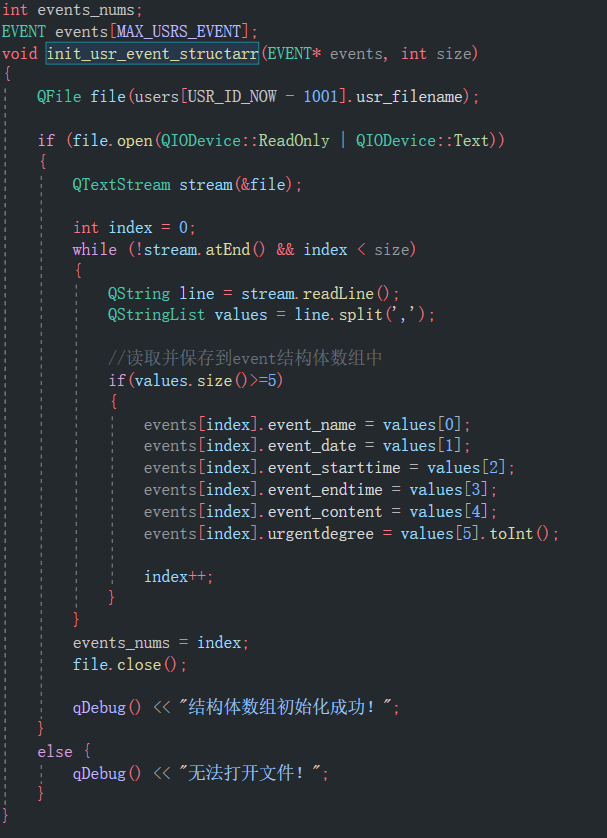 int events_nums;
EVENT events[MAX_USRS_EVENT];
void init_usr_event_structarr(EVENT* events, int size)
{
    QFile file(users[USR_ID_NOW - 1001].usr_filename);

    if (file.open(QIODevice::ReadOnly | QIODevice::Text))
    {
        QTextStream stream(&file);

        int index = 0;
        while (!stream.atEnd() && index < size)
        {
            QString line = stream.readLine();
            QStringList values = line.split(',');

            //读取并保存到event结构体数组中
            if(values.size()>=5)
            {
                events[index].event_name = values[0];
                events[index].event_date = values[1];
                events[index].event_starttime = values[2];
                events[index].event_endtime = values[3];
                events[index].event_content = values[4];
                events[index].urgentdegree = values[5].toInt();

                index++;
            }
        }
        events_nums = index;
        file.close();

        qDebug() << "结构体数组初始化成功！";
    }
    else {
        qDebug() << "无法打开文件！";
    }
}